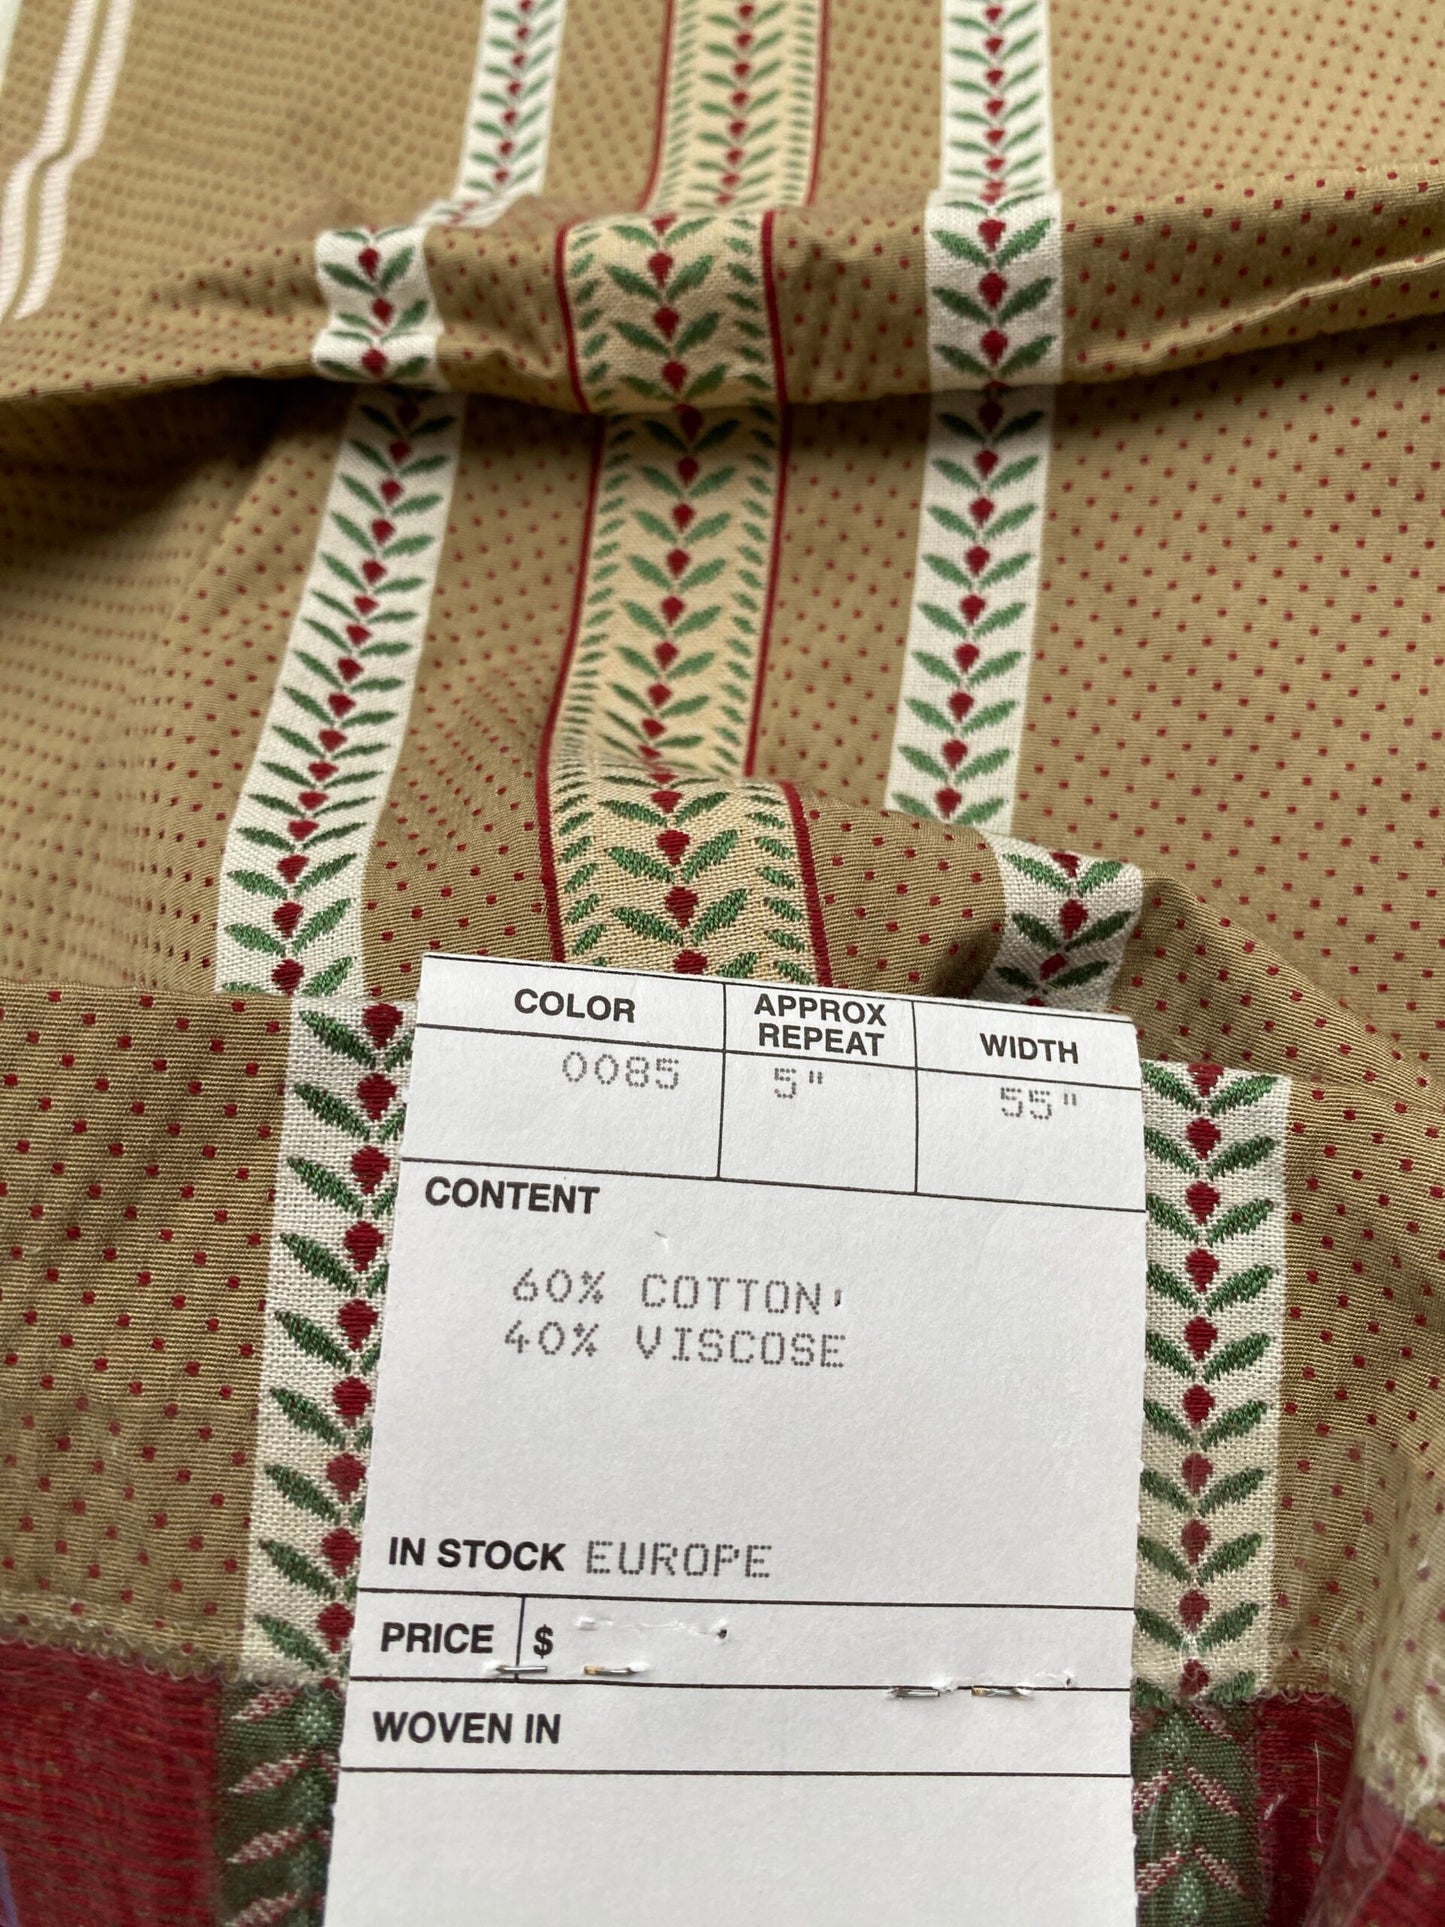 COLOR APPROX REPEAT WIDTH
0085 5" 55"
CONTENT
60% COTTON'
40% VISCOSE
IN STOCK EUROPE
PRICE $
WOVEN IN